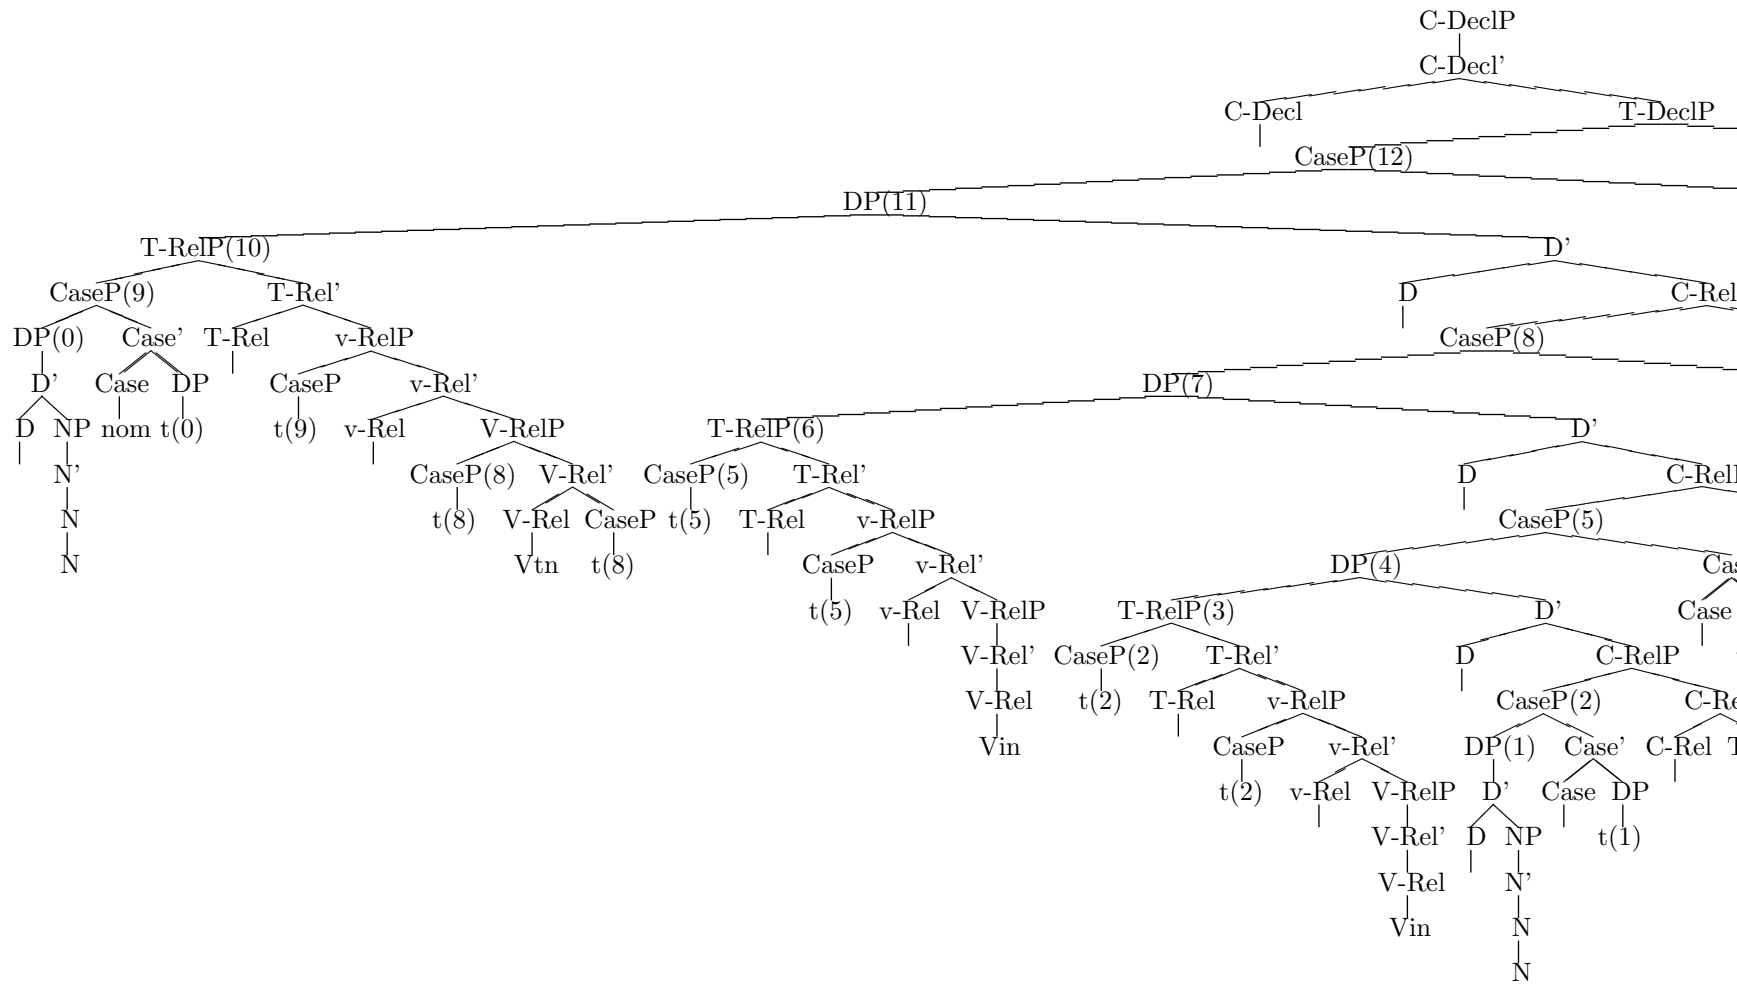 C-DeclP
C-Decl'
C-Decl T-DeclP
CaseP(12)
DP(11)
T-RelP(10) D'
CaseP(9) T-Rel' D C-Rel
DP(0) Case' T-Rel v-RelP CaseP(8)
D' Case DP CaseP v-Rel' DP(7)
D NP nom t(0) t(9) v-Rel V-RelP T-RelP(6) D'
N' CaseP(8) V-Rel' CaseP(5) T-Rel' D C-Rel
N t(8) V-Rel CaseP t(5) T-Rel v-RelP CaseP(5)
N Vtn t(8) CaseP v-Rel' DP(4) Cas
t(5) v-Rel V-RelP T-RelP(3) D' Case
V-Rel' CaseP(2) T-Rel' D C-RelP
V-Rel t(2) T-Rel v-RelP CaseP(2) C-Re
Vin CaseP v-Rel' DP(1) Case' C-Rel T
t(2) v-Rel V-RelP D' Case DP
V-Rel' D NP t(1)
V-Rel N'
Vin N
N